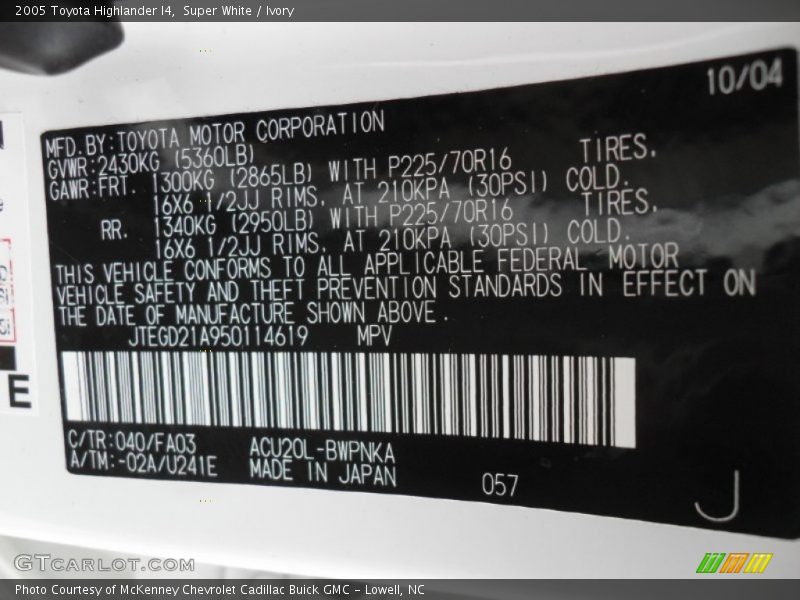 2005 Toyota Highlander I4,  Super White / Ivory
10/04
MFD. BY: TOYOTA MOTOR CORPORATION
GVWR: 2430KG (5360LB)
GAWR: FRT. 1300KG (2865LB) WITH P225/70R16 TIRES.
16X6 1/2JJ RIMS. AT 210KPA (30PSI) COLD.
RR. 1340KG (2950LB) WITH P225/70R16 TIRES.
16X6 1/2JJ RIMS. AT 210KPA (30PSI) COLD.
THIS VEHICLE CONFORMS TO ALL APPLICABLE FEDERAL MOTOR
VEHICLE SAFETY AND THEFT PREVENTION STANDARDS IN EFFECT ON
THE DATE OF MANUFACTURE SHOWN ABOVE.
JTEGD21A950114619 MPV
C/TR: 040/FA03 ACU20L-BWPNKA
A/TM: -02A/U241E MADE IN JAPAN 057
J
E
GTCARLOT.COM
Photo Courtesy of McKenney Chevrolet Cadillac Buick GMC - Lowell, NC